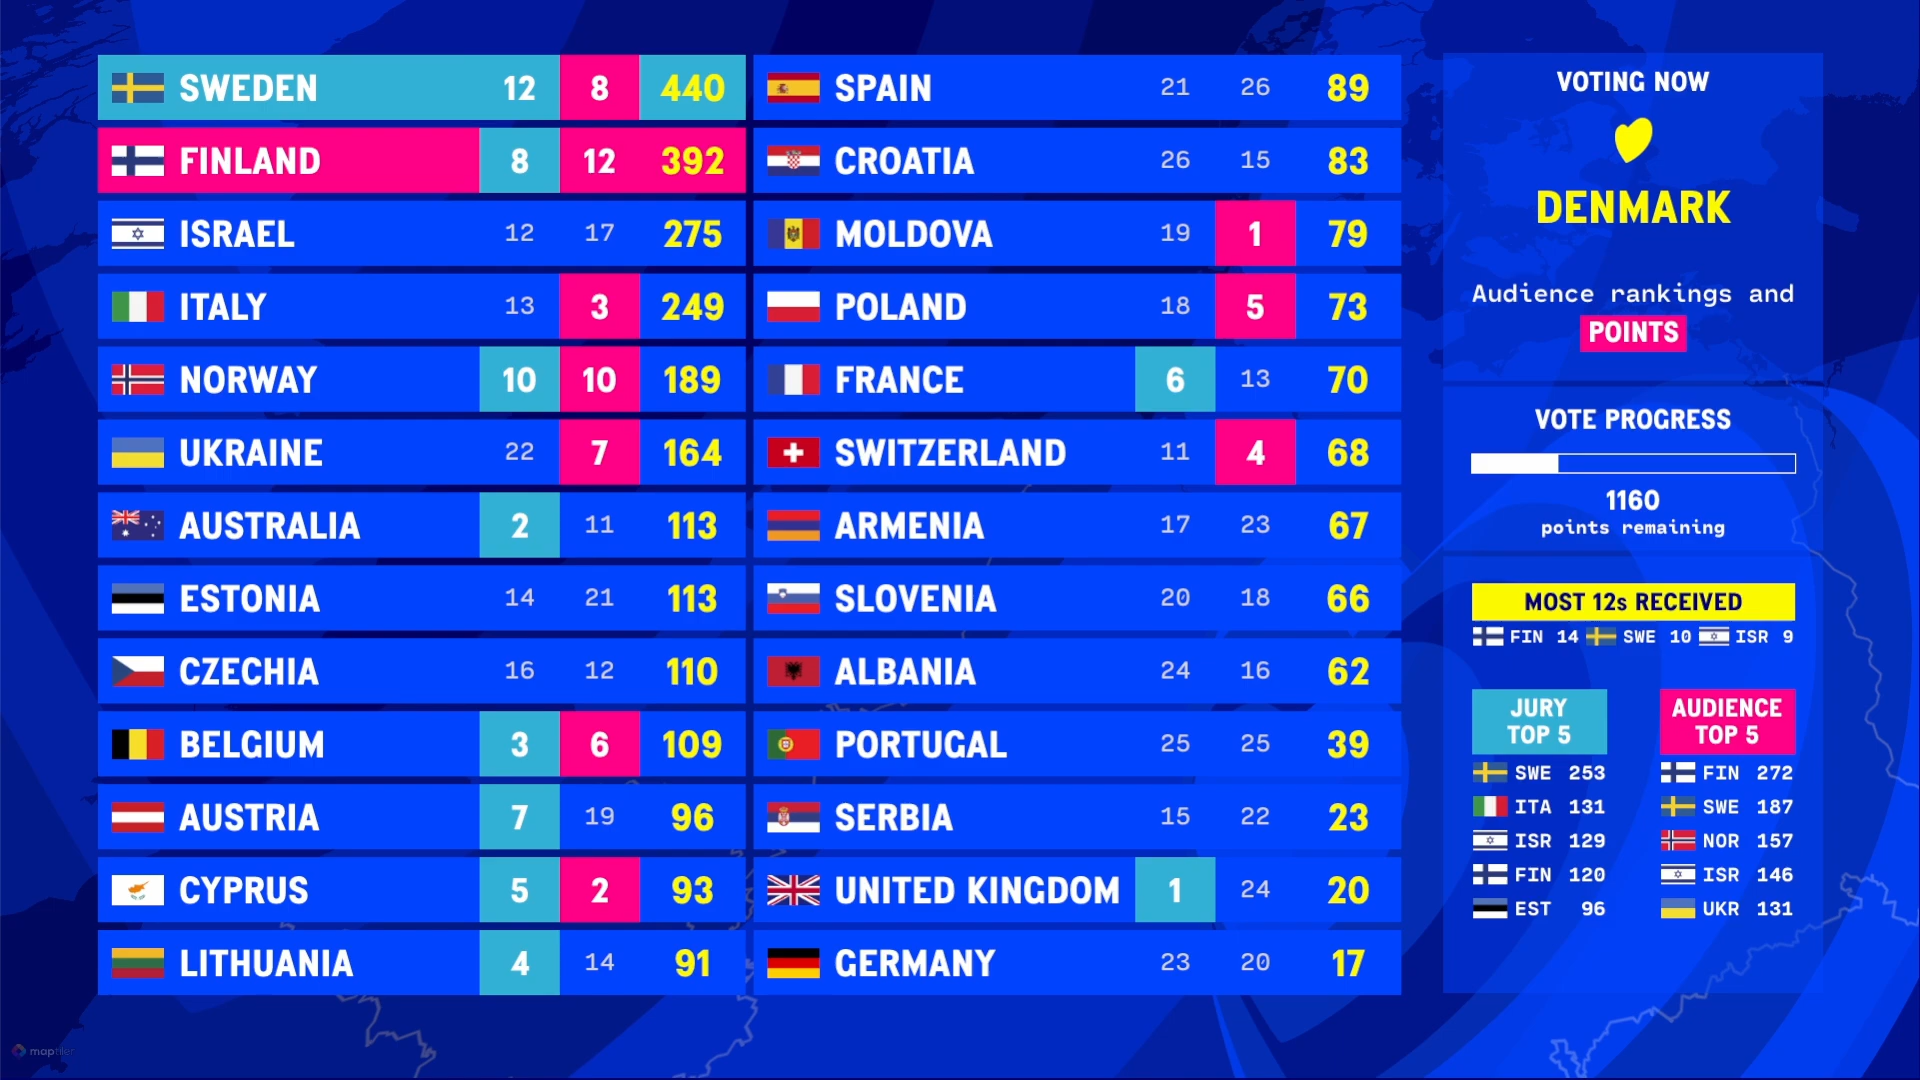 SWEDEN 12 8 440
FINLAND 8 12 392
ISRAEL 12 17 275
ITALY 13 3 249
NORWAY 10 10 189
UKRAINE 22 7 164
AUSTRALIA 2 11 113
ESTONIA 14 21 113
CZECHIA 16 12 110
BELGIUM 3 6 109
AUSTRIA 7 19 96
CYPRUS 5 2 93
LITHUANIA 4 14 91
SPAIN 21 26 89
CROATIA 26 15 83
MOLDOVA 19 1 79
POLAND 18 5 73
FRANCE 6 13 70
SWITZERLAND 11 4 68
ARMENIA 17 23 67
SLOVENIA 20 18 66
ALBANIA 24 16 62
PORTUGAL 25 25 39
SERBIA 15 22 23
UNITED KINGDOM 1 24 20
GERMANY 23 20 17
VOTING NOW
DENMARK
Audience rankings and
POINTS
VOTE PROGRESS
1160
points remaining
MOST 12s RECEIVED
FIN 14 SWE 10 ISR 9
JURY
TOP 5
SWE 253
ITA 131
ISR 129
FIN 120
EST 96
AUDIENCE
TOP 5
FIN 272
SWE 187
NOR 157
ISR 146
UKR 131
maptiler